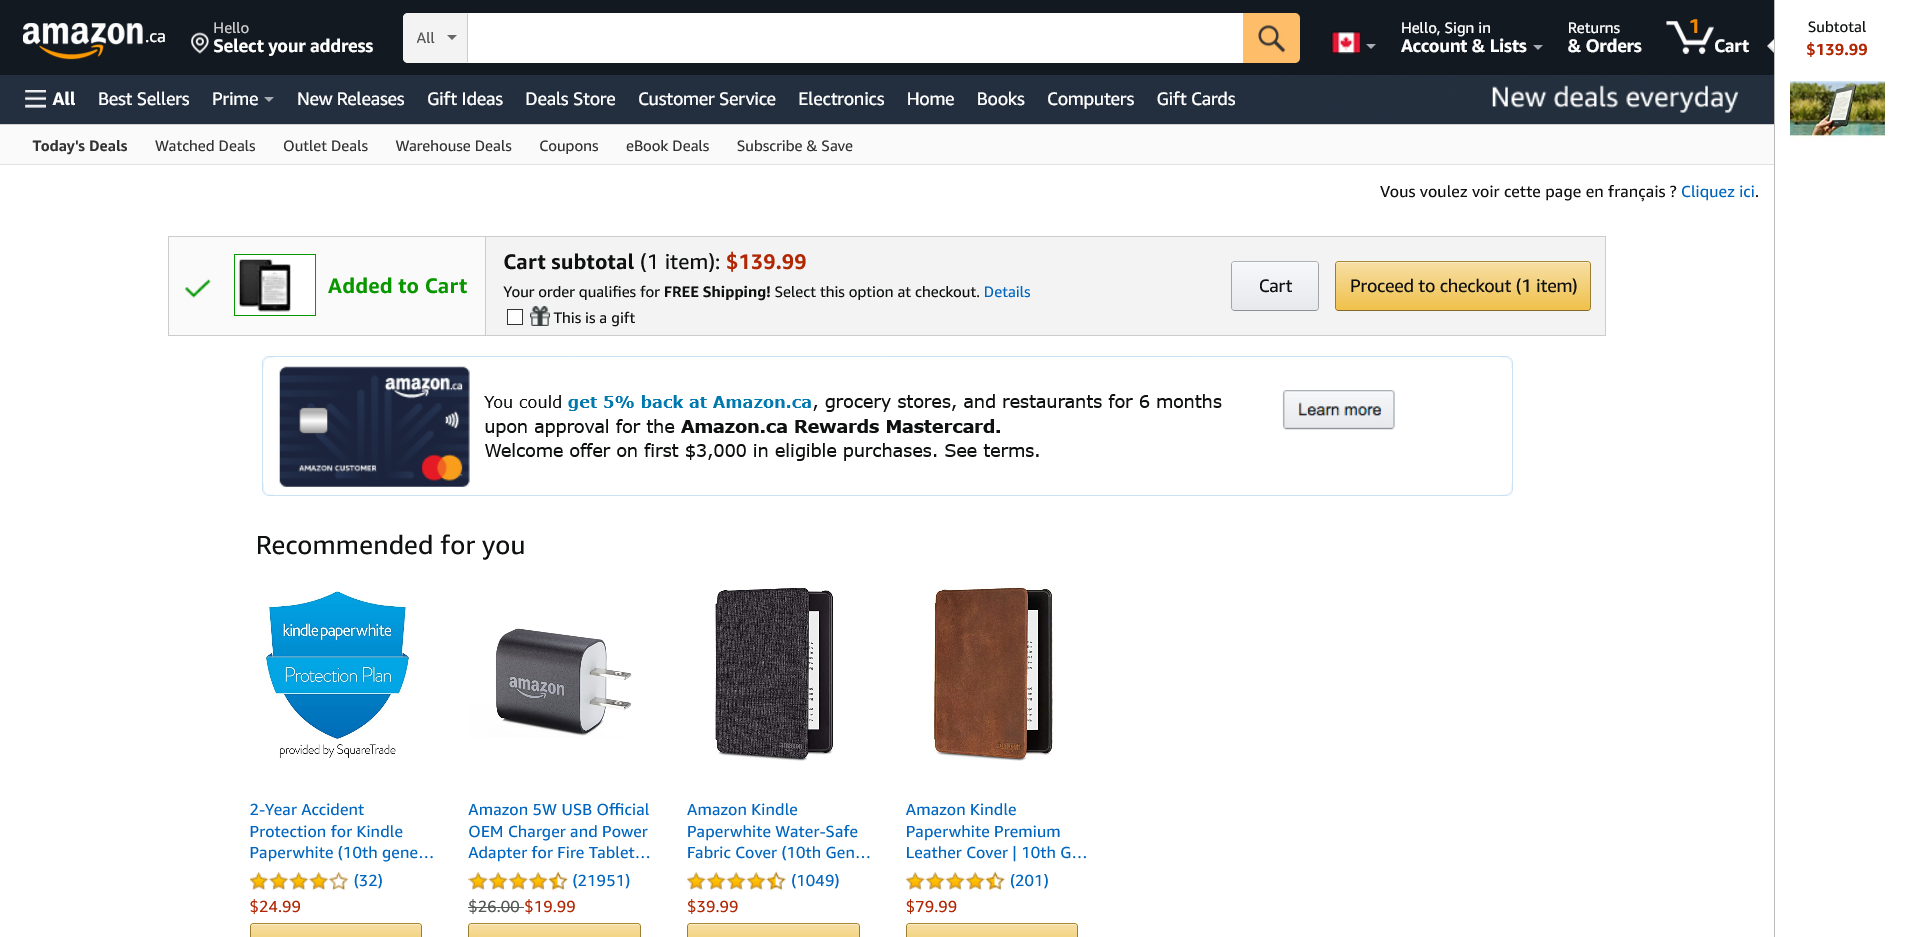 amazon.ca
Hello
Select your address
All
Hello, Sign in
Account & Lists
Returns
& Orders
1
Cart
Subtotal
$139.99
All
Best Sellers
Prime
New Releases
Gift Ideas
Deals Store
Customer Service
Electronics
Home
Books
Computers
Gift Cards
New deals everyday
Today's Deals
Watched Deals
Outlet Deals
Warehouse Deals
Coupons
eBook Deals
Subscribe & Save
Vous voulez voir cette page en français ? Cliquez ici.
Added to Cart
Cart subtotal (1 item): $139.99
Your order qualifies for FREE Shipping! Select this option at checkout. Details
This is a gift
Cart
Proceed to checkout (1 item)
amazon.ca
AMAZON CUSTOMER
You could get 5% back at Amazon.ca, grocery stores, and restaurants for 6 months
upon approval for the Amazon.ca Rewards Mastercard.
Welcome offer on first $3,000 in eligible purchases. See terms.
Learn more
Recommended for you
kindle paperwhite
Protection Plan
provided by SquareTrade
amazon
2-Year Accident
Protection for Kindle
Paperwhite (10th gene...
(32)
$24.99
Amazon 5W USB Official
OEM Charger and Power
Adapter for Fire Tablet...
(21951)
$26.00 $19.99
Amazon Kindle
Paperwhite Water-Safe
Fabric Cover (10th Gen...
(1049)
$39.99
Amazon Kindle
Paperwhite Premium
Leather Cover | 10th G...
(201)
$79.99